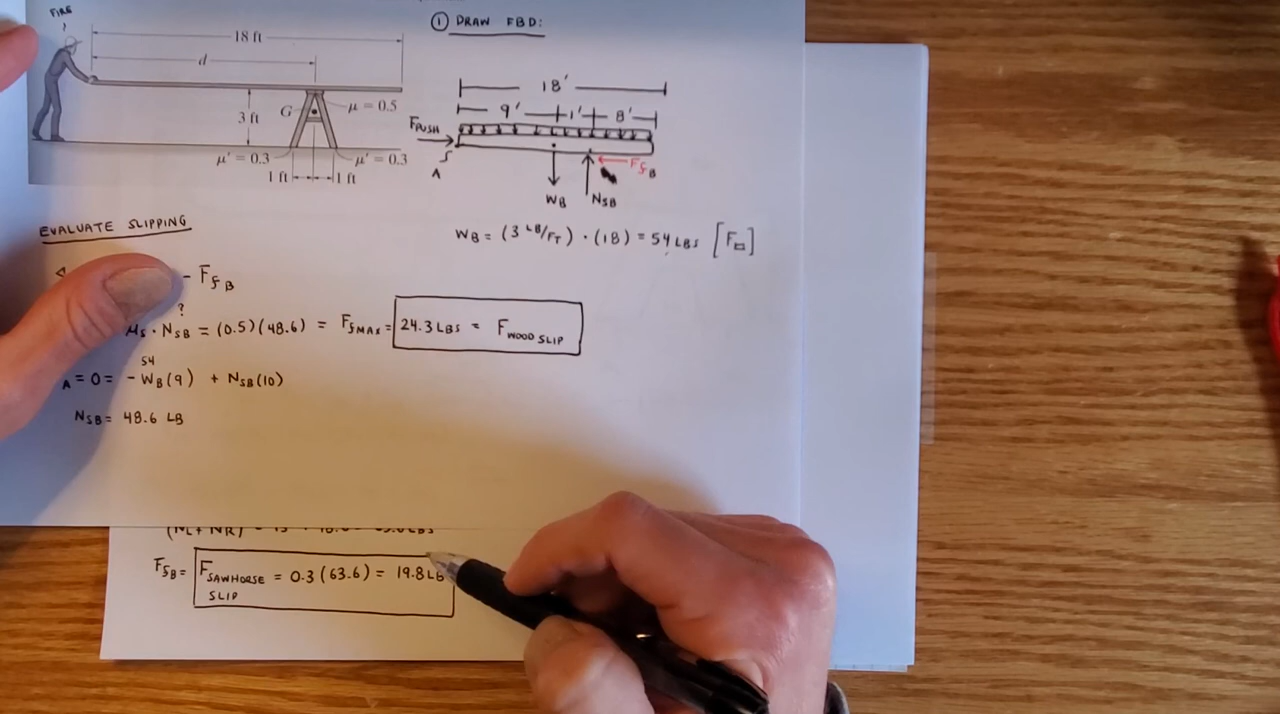 FIRE
18 ft
d
3 ft
G
μ = 0.5
μ' = 0.3
μ' = 0.3
1 ft
1 ft
① DRAW FBD:
18'
9'
1'
8'
FPUSH
A
FfB
WB
NSB
WB = (3 LB/FT) · (18) = 54 LBS [F▭]
EVALUATE SLIPPING
- FfB
?
μs · NSB = (0.5)(48.6) = FfMAX = 24.3 LBS = FWOOD SLIP
54
A = 0 = - WB(9) + NSB(10)
NSB = 48.6 LB
FfB = FSAWHORSE = 0.3 (63.6) = 19.8 LB
SLIP